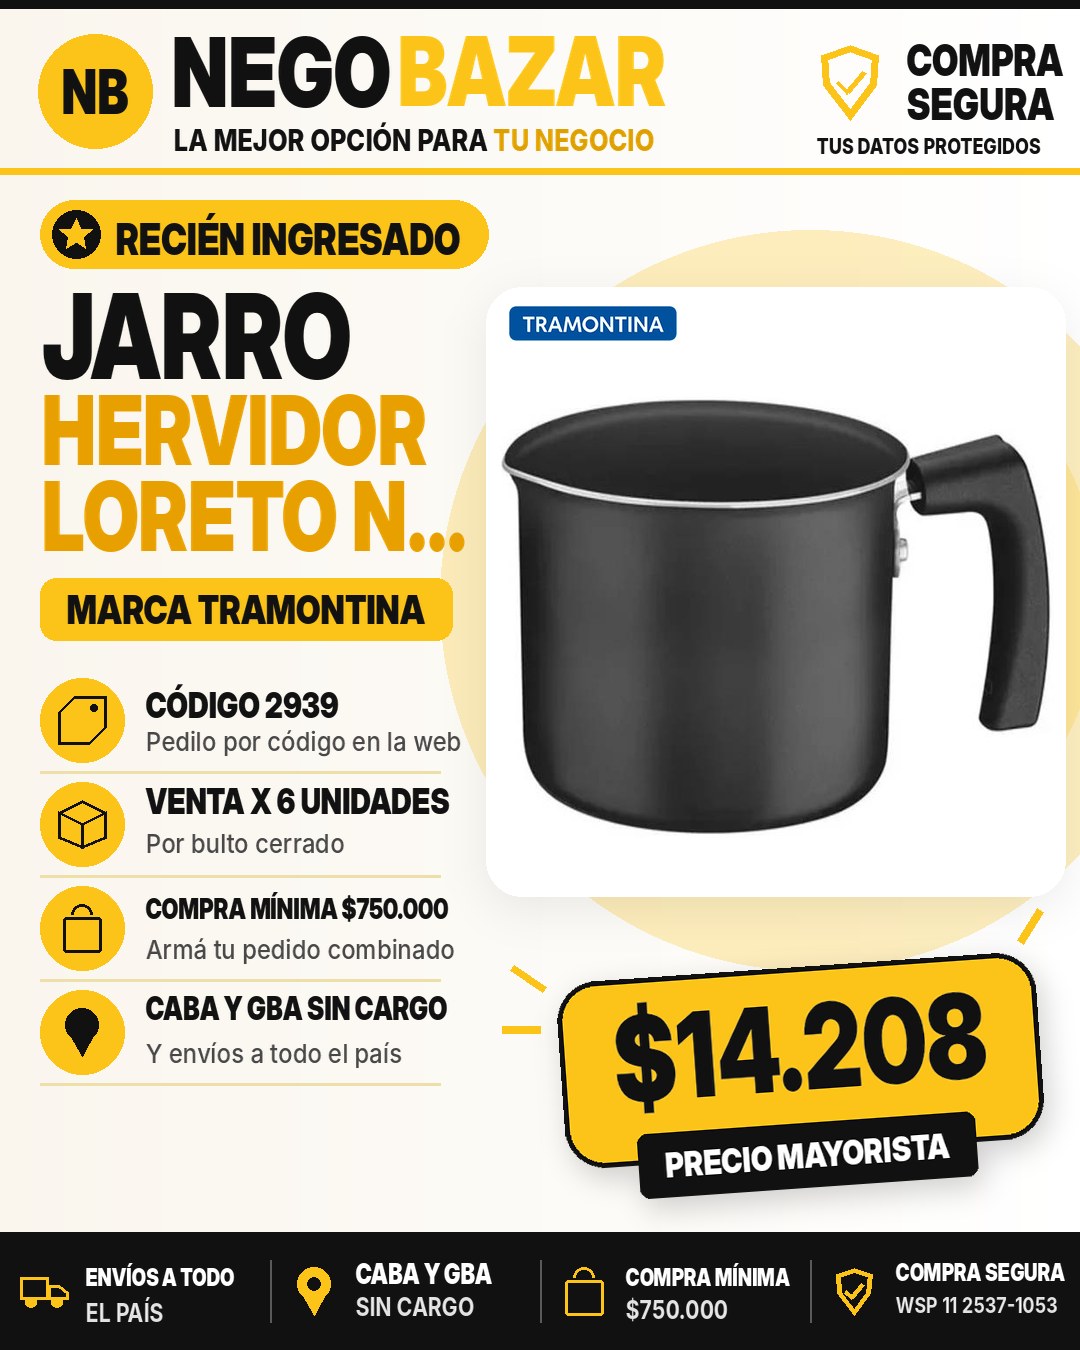 NB
NEGOBAZAR
LA MEJOR OPCIÓN PARA TU NEGOCIO
COMPRA
SEGURA
TUS DATOS PROTEGIDOS
RECIÉN INGRESADO
JARRO
HERVIDOR
LORETO N...
MARCA TRAMONTINA
TRAMONTINA
CÓDIGO 2939
Pedilo por código en la web
VENTA X 6 UNIDADES
Por bulto cerrado
COMPRA MÍNIMA $750.000
Armá tu pedido combinado
CABA Y GBA SIN CARGO
Y envíos a todo el país
$14.208
PRECIO MAYORISTA
ENVÍOS A TODO
EL PAÍS
CABA Y GBA
SIN CARGO
COMPRA MÍNIMA
$750.000
COMPRA SEGURA
WSP 11 2537-1053